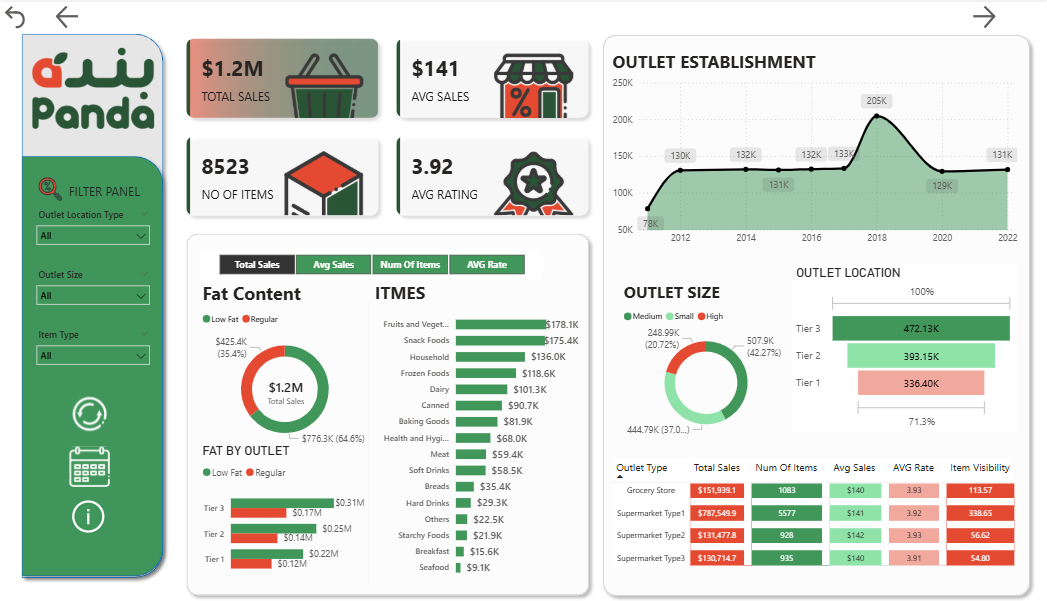 بنده
Panda
FILTER PANEL
Outlet Location Type
All
Outlet Size
All
Item Type
All
$1.2M
TOTAL SALES
$141
AVG SALES
8523
NO OF ITEMS
3.92
AVG RATING
Total Sales Avg Sales Num Of Items AVG Rate
Fat Content
Low Fat Regular
$425.4K
(35.4%)
$1.2M
Total Sales
$776.3K (64.6%)
FAT BY OUTLET
Low Fat Regular
Tier 3 $0.31M
$0.17M
Tier 2 $0.25M
$0.14M
Tier 1 $0.22M
$0.12M
ITMES
Fruits and Veget... $178.1K
Snack Foods $175.4K
Household $136.0K
Frozen Foods $118.6K
Dairy $101.3K
Canned $90.7K
Baking Goods $81.9K
Health and Hygi... $68.0K
Meat $59.4K
Soft Drinks $58.5K
Breads $35.4K
Hard Drinks $29.3K
Others $22.5K
Starchy Foods $21.9K
Breakfast $15.6K
Seafood $9.1K
OUTLET ESTABLISHMENT
250K
200K
150K
100K
50K
78K
130K
132K
131K
132K
133K
205K
129K
131K
2012 2014 2016 2018 2020 2022
OUTLET SIZE
Medium Small High
248.99K
(20.72%)
507.9K
(42.27%)
444.79K (37.0...)
OUTLET LOCATION
100%
Tier 3 472.13K
Tier 2 393.15K
Tier 1 336.40K
71.3%
Outlet Type Total Sales Num Of Items Avg Sales AVG Rate Item Visibility
Grocery Store $151,939.1 1083 $140 3.93 113.57
Supermarket Type1 $787,549.9 5577 $141 3.92 338.65
Supermarket Type2 $131,477.8 928 $142 3.93 56.62
Supermarket Type3 $130,714.7 935 $140 3.91 54.80